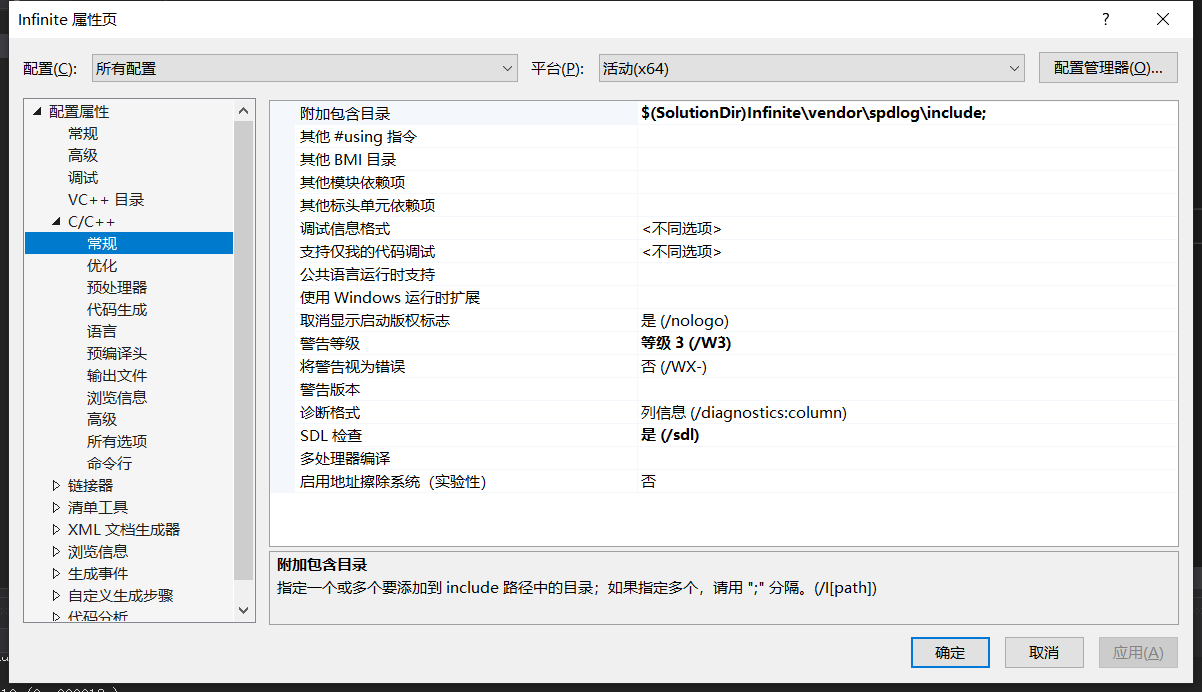 Infinite 属性页
?
配置(C):
所有配置
平台(P):
活动(x64)
配置管理器(O)...
配置属性
常规
高级
调试
VC++ 目录
C/C++
常规
优化
预处理器
代码生成
语言
预编译头
输出文件
浏览信息
高级
所有选项
命令行
链接器
清单工具
XML 文档生成器
浏览信息
生成事件
自定义生成步骤
代码分析
附加包含目录 $(SolutionDir)Infinite\vendor\spdlog\include;
其他 #using 指令
其他 BMI 目录
其他模块依赖项
其他标头单元依赖项
调试信息格式 <不同选项>
支持仅我的代码调试 <不同选项>
公共语言运行时支持
使用 Windows 运行时扩展
取消显示启动版权标志 是 (/nologo)
警告等级 等级 3 (/W3)
将警告视为错误 否 (/WX-)
警告版本
诊断格式 列信息 (/diagnostics:column)
SDL 检查 是 (/sdl)
多处理器编译
启用地址擦除系统（实验性） 否
附加包含目录
指定一个或多个要添加到 include 路径中的目录；如果指定多个，请用 ";" 分隔。(/I[path])
确定
取消
应用(A)